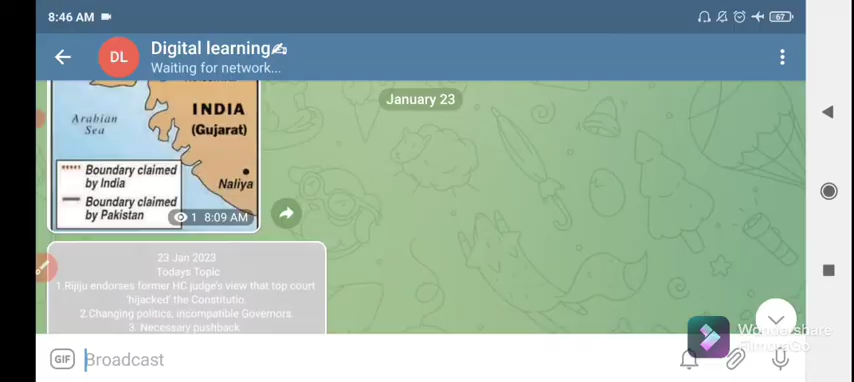 8:46 AM
67
DL
Digital learning✍
Waiting for network...
January 23
INDIA
(Gujarat)
Arabian
Sea
Boundary claimed
by India
Naliya
Boundary claimed
by Pakistan
1 8:09 AM
23 Jan 2023
Todays Topic
1.Rijiju endorses former HC judge's view that top court
'hijacked' the Constitutio.
2.Changing politics, incompatible Governors.
3. Necessary pushback
Wondershare
FilmoraGo
GIF
Broadcast